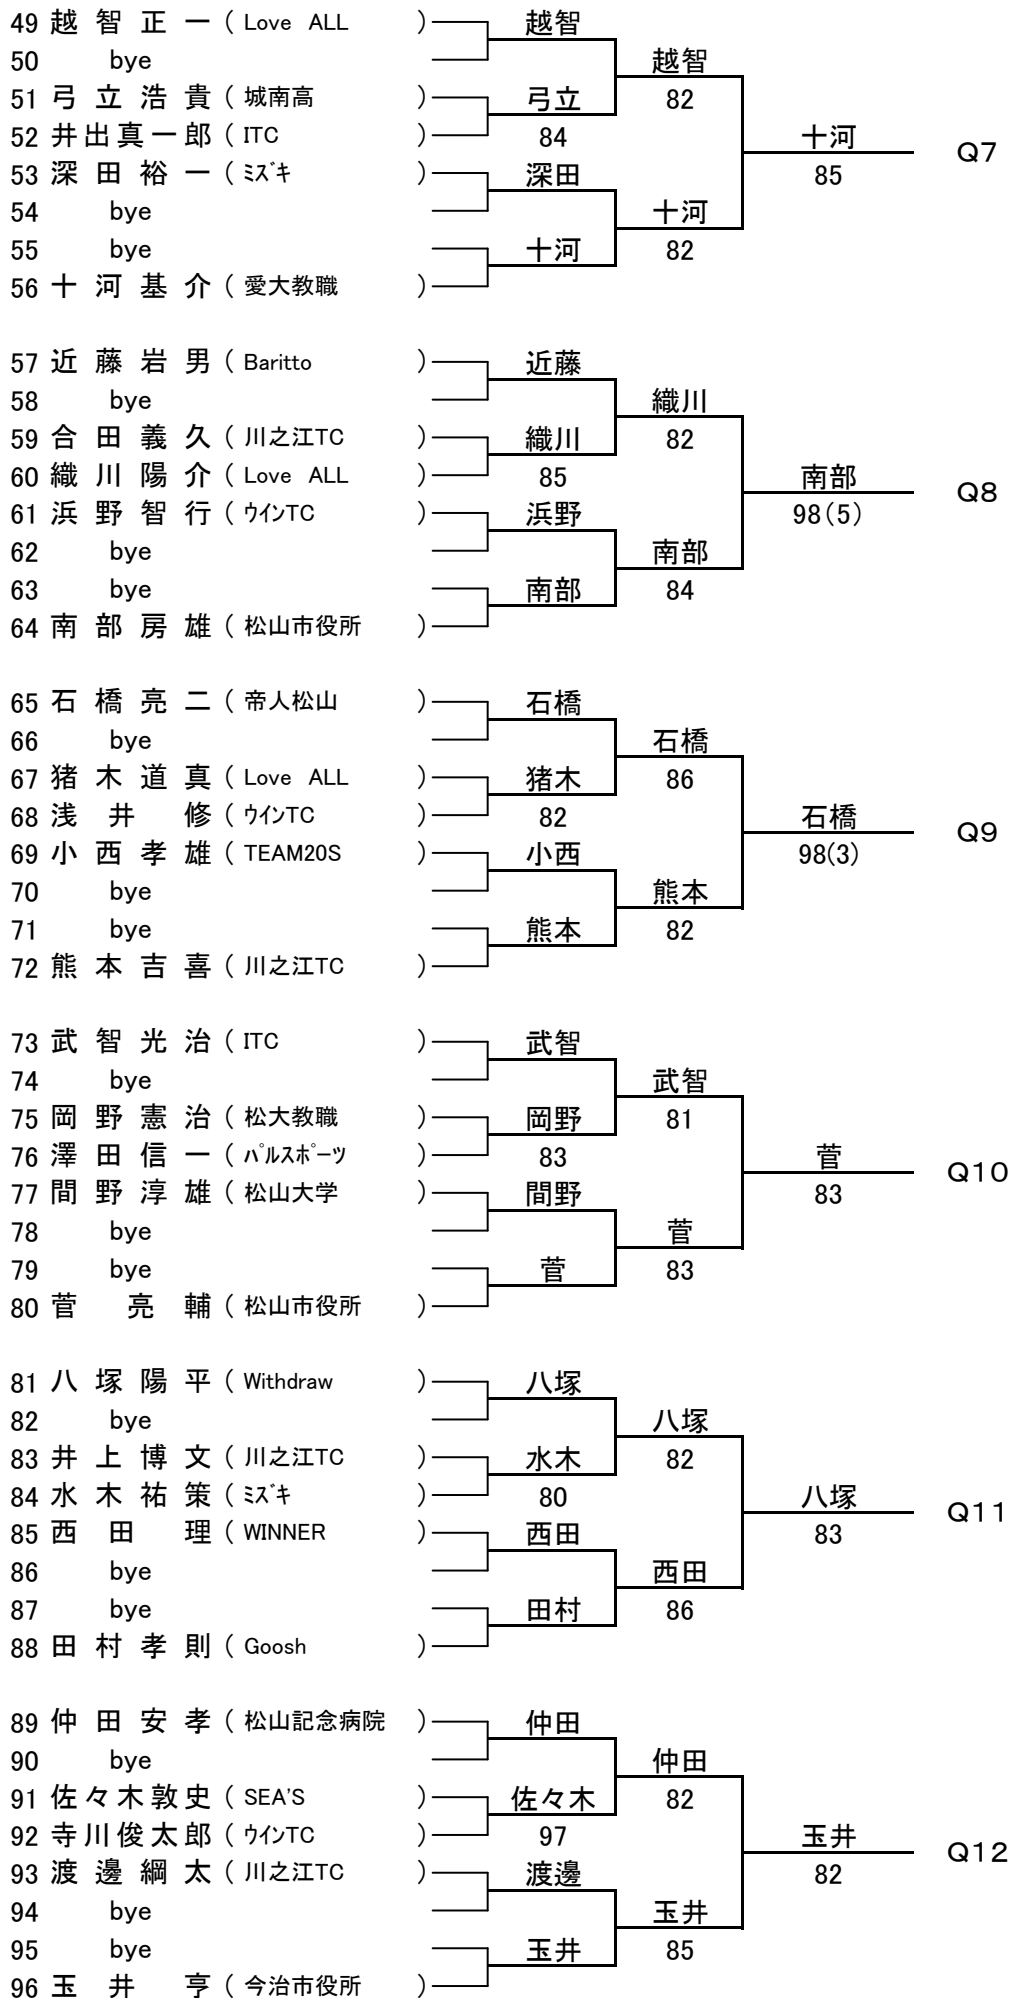 49 越智正一 ( Love ALL ) 越智
50 bye 越智
51 弓立浩貴 ( 城南高 ) 弓立 82
52 井出真一郎 ( ITC ) 84 十河 Q7
53 深田裕一 ( ミズキ ) 深田 85
54 bye 十河
55 bye 十河 82
56 十河基介 ( 愛大教職 )
57 近藤岩男 ( Baritto ) 近藤
58 bye 織川
59 合田義久 ( 川之江TC ) 織川 82
60 織川陽介 ( Love ALL ) 85 南部 Q8
61 浜野智行 ( ウインTC ) 浜野 98(5)
62 bye 南部
63 bye 南部 84
64 南部房雄 ( 松山市役所 )
65 石橋亮二 ( 帝人松山 ) 石橋
66 bye 石橋
67 猪木道真 ( Love ALL ) 猪木 86
68 浅井修 ( ウインTC ) 82 石橋 Q9
69 小西孝雄 ( TEAM20S ) 小西 98(3)
70 bye 熊本
71 bye 熊本 82
72 熊本吉喜 ( 川之江TC )
73 武智光治 ( ITC ) 武智
74 bye 武智
75 岡野憲治 ( 松大教職 ) 岡野 81
76 澤田信一 ( パルスポーツ ) 83 菅 Q10
77 間野淳雄 ( 松山大学 ) 間野 83
78 bye 菅
79 bye 菅 83
80 菅亮輔 ( 松山市役所 )
81 八塚陽平 ( Withdraw ) 八塚
82 bye 八塚
83 井上博文 ( 川之江TC ) 水木 82
84 水木祐策 ( ミズキ ) 80 八塚 Q11
85 西田理 ( WINNER ) 西田 83
86 bye 西田
87 bye 田村 86
88 田村孝則 ( Goosh )
89 仲田安孝 ( 松山記念病院 ) 仲田
90 bye 仲田
91 佐々木敦史 ( SEA'S ) 佐々木 82
92 寺川俊太郎 ( ウインTC ) 97 玉井 Q12
93 渡邊綱太 ( 川之江TC ) 渡邊 82
94 bye 玉井
95 bye 玉井 85
96 玉井亨 ( 今治市役所 )